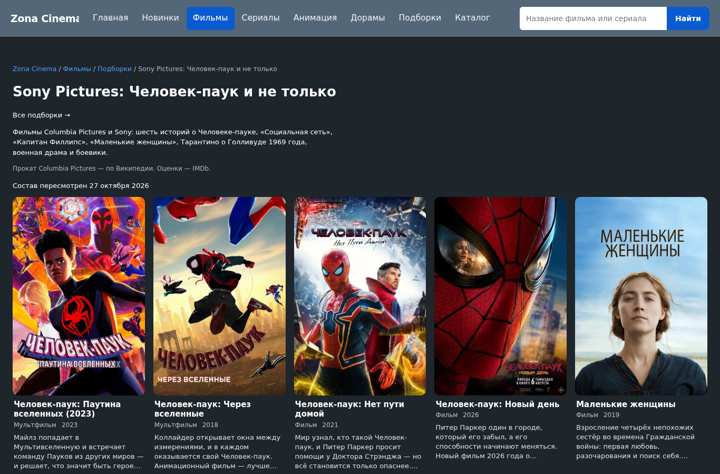 Zona Cinema
Главная Новинки Фильмы Сериалы Анимация Дорамы Подборки Каталог
Название фильма или сериала Найти
Zona Cinema / Фильмы / Подборки / Sony Pictures: Человек-паук и не только
Sony Pictures: Человек-паук и не только
Все подборки →
Фильмы Columbia Pictures и Sony: шесть историй о Человеке-пауке, «Социальная сеть»,
«Капитан Филлипс», «Маленькие женщины», Тарантино о Голливуде 1969 года,
военная драма и боевики.
Прокат Columbia Pictures — по Википедии. Оценки — IMDb.
Состав пересмотрен 27 октября 2026
ЧЕЛОВЕК-ПАУК
ПАУТИНА ВСЕЛЕННЫХ
Человек-паук: Паутина
вселенных (2023)
Мультфильм 2023
Майлз попадает в
Мультивселенную и встречает
команду Пауков из других миров —
и решает, что значит быть герое...
ЧЕЛОВЕК-ПАУК
ЧЕРЕЗ ВСЕЛЕННЫЕ
Человек-паук: Через
вселенные
Мультфильм 2018
Коллайдер открывает окна между
измерениями, и в каждом
оказывается свой Человек-паук.
Анимационный фильм — лучше...
ЧЕЛОВЕК-ПАУК
Нет Пути Домой
Человек-паук: Нет пути
домой
Фильм 2021
Мир узнал, кто такой Человек-
паук, и Питер Паркер просит
помощи у Доктора Стрэнджа — но
всё становится только опаснее....
ЧЕЛОВЕК-ПАУК
НОВЫЙ ДЕНЬ
Человек-паук: Новый день
Фильм 2026
Питер Паркер один в городе,
который его забыл, а его
способности начинают меняться.
Новый фильм 2026 года о...
МАЛЕНЬКИЕ
ЖЕНЩИНЫ
Маленькие женщины
Фильм 2019
Взросление четырёх непохожих
сестёр во времена Гражданской
войны: первая любовь,
разочарования и поиск себя....